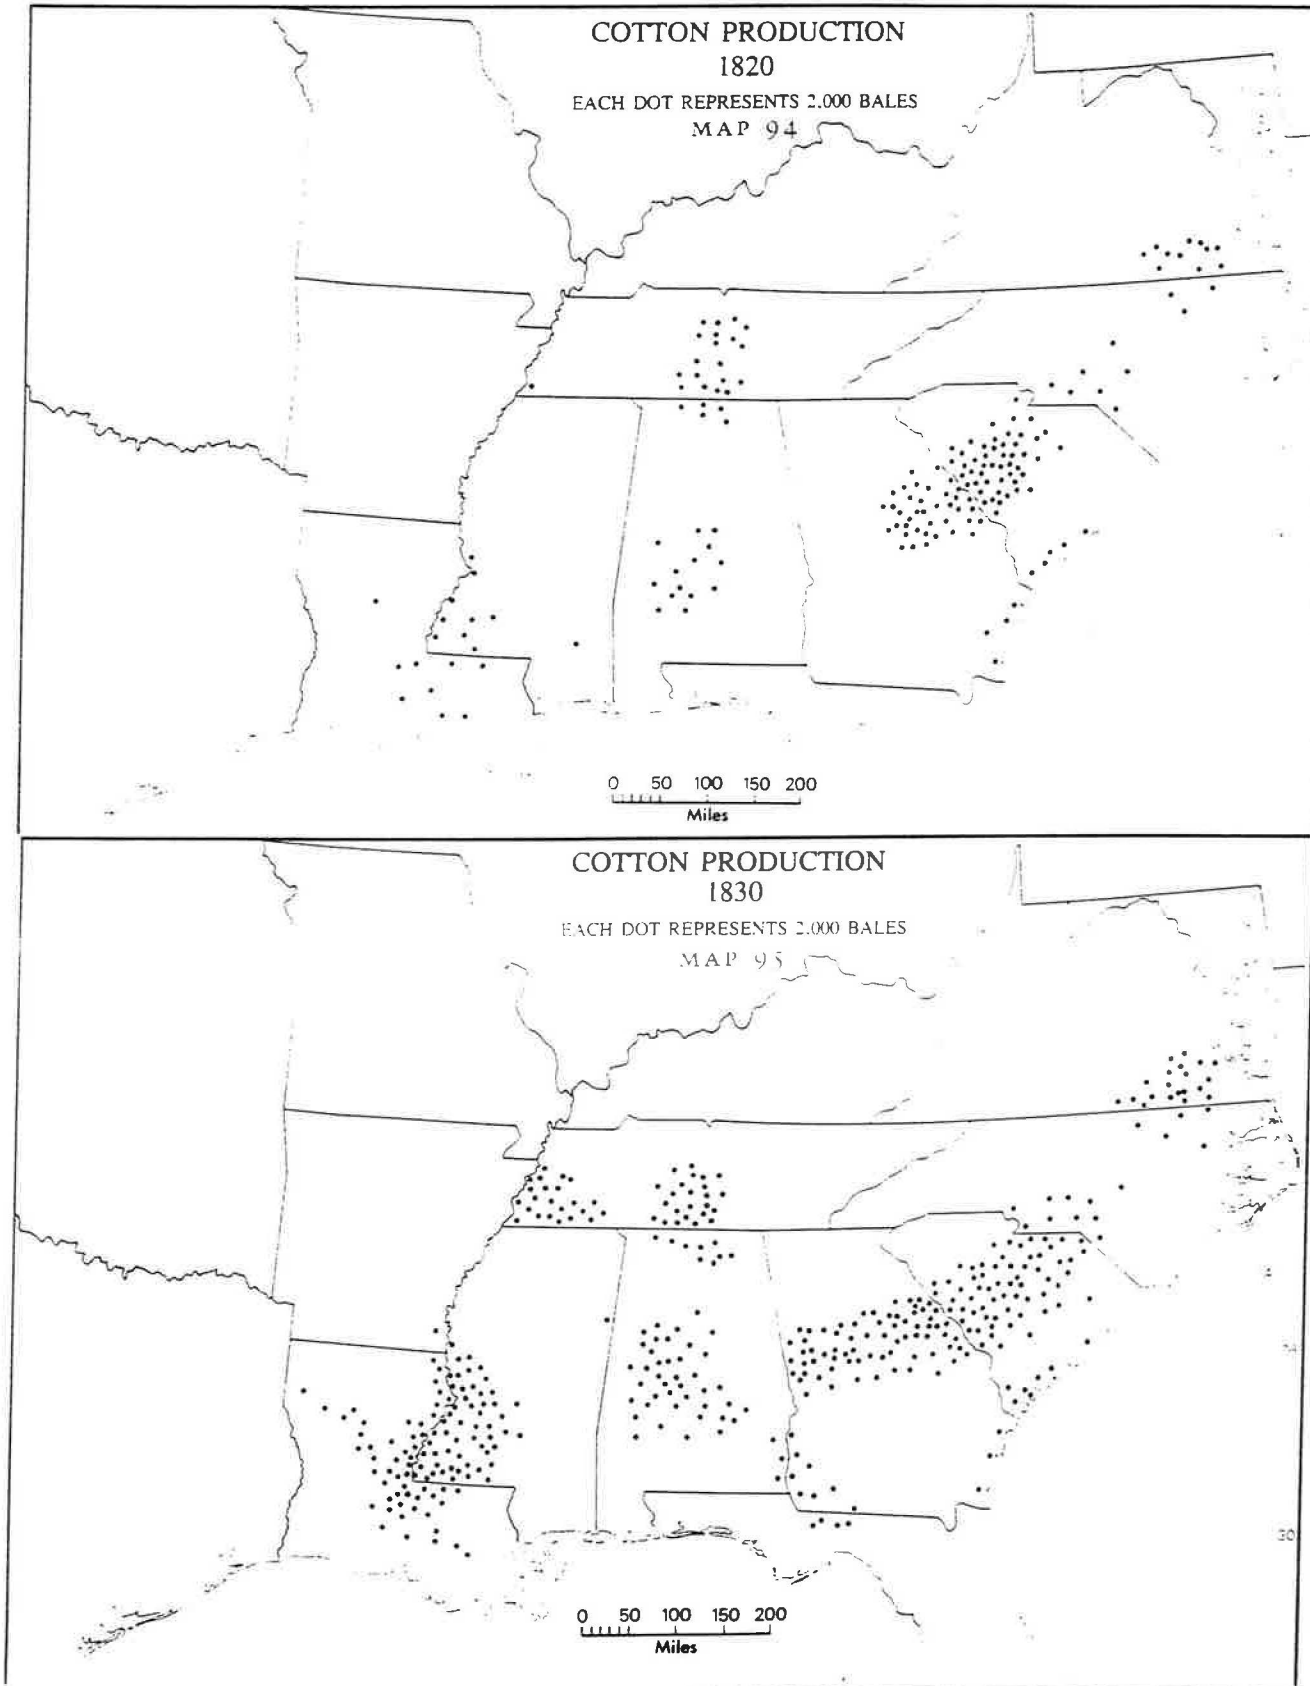 COTTON PRODUCTION
1820
EACH DOT REPRESENTS 2.000 BALES
MAP 94
0 50 100 150 200
Miles
COTTON PRODUCTION
1830
EACH DOT REPRESENTS 2.000 BALES
MAP 95
30
0 50 100 150 200
Miles